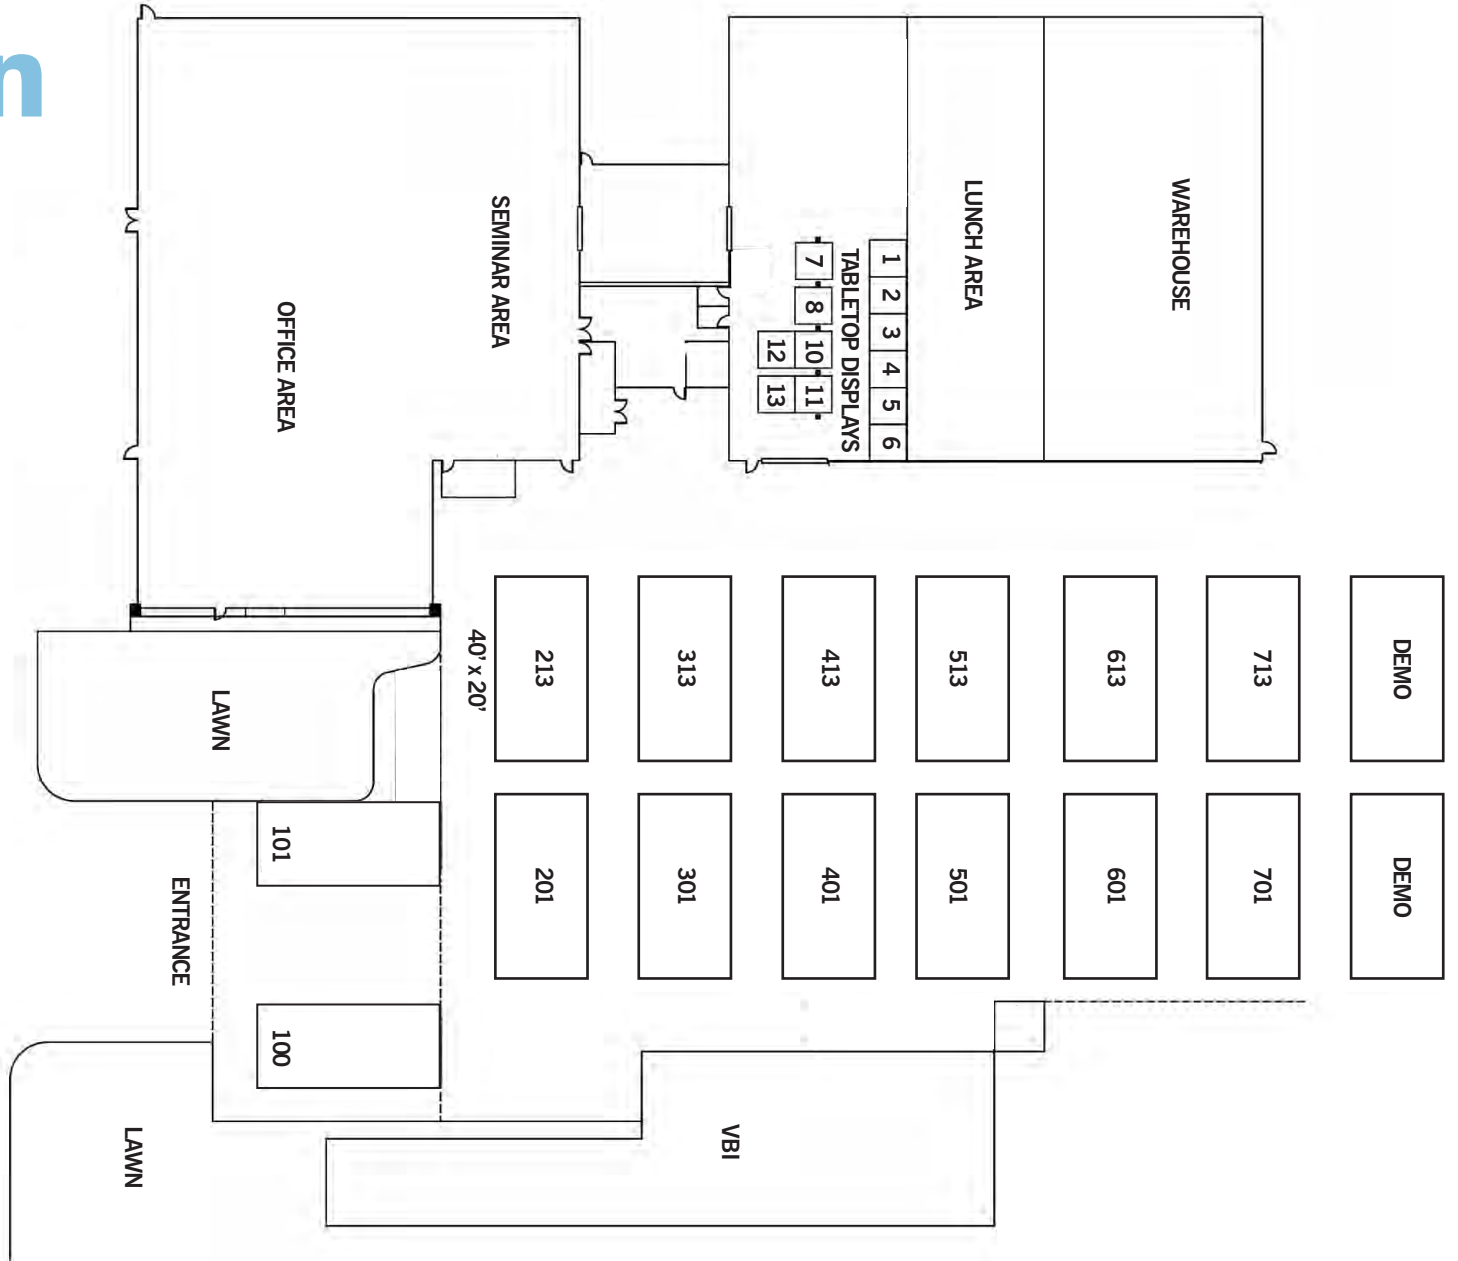 n
WAREHOUSE
LUNCH AREA
TABLETOP DISPLAYS
1
2
3
4
5
6
7
8
10
11
12
13
SEMINAR AREA
OFFICE AREA
40' x 20'
213
313
413
513
613
713
DEMO
201
301
401
501
601
701
DEMO
LAWN
101
ENTRANCE
100
LAWN
VBI